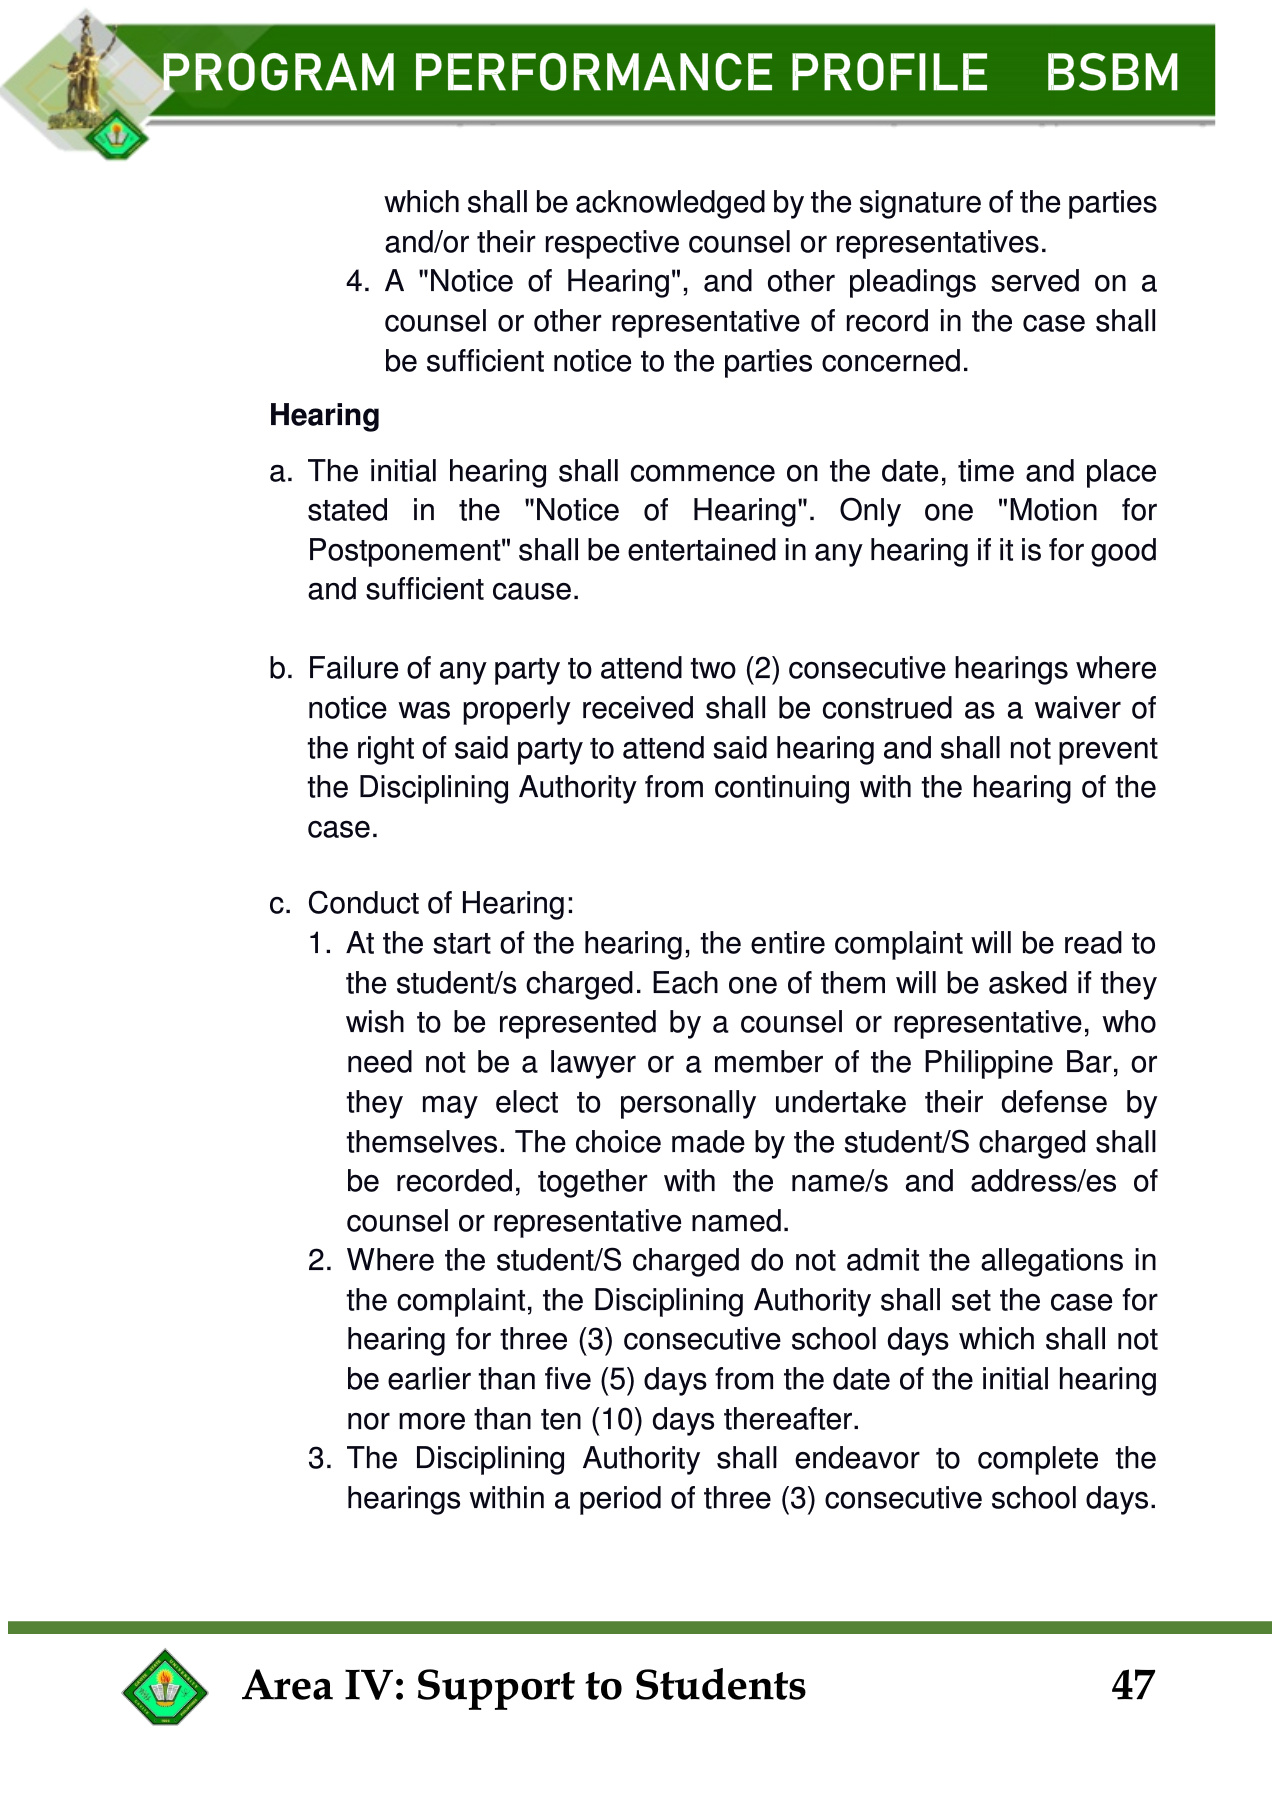 PROGRAM PERFORMANCE PROFILE BSBM
which shall be acknowledged by the signature of the parties
and/or their respective counsel or representatives.
4. A "Notice of Hearing", and other pleadings served on a
counsel or other representative of record in the case shall
be sufficient notice to the parties concerned.
Hearing
a. The initial hearing shall commence on the date, time and place
stated in the "Notice of Hearing". Only one "Motion for
Postponement" shall be entertained in any hearing if it is for good
and sufficient cause.
b. Failure of any party to attend two (2) consecutive hearings where
notice was properly received shall be construed as a waiver of
the right of said party to attend said hearing and shall not prevent
the Disciplining Authority from continuing with the hearing of the
case.
c. Conduct of Hearing:
1. At the start of the hearing, the entire complaint will be read to
the student/s charged. Each one of them will be asked if they
wish to be represented by a counsel or representative, who
need not be a lawyer or a member of the Philippine Bar, or
they may elect to personally undertake their defense by
themselves. The choice made by the student/S charged shall
be recorded, together with the name/s and address/es of
counsel or representative named.
2. Where the student/S charged do not admit the allegations in
the complaint, the Disciplining Authority shall set the case for
hearing for three (3) consecutive school days which shall not
be earlier than five (5) days from the date of the initial hearing
nor more than ten (10) days thereafter.
3. The Disciplining Authority shall endeavor to complete the
hearings within a period of three (3) consecutive school days.
Area IV: Support to Students 47